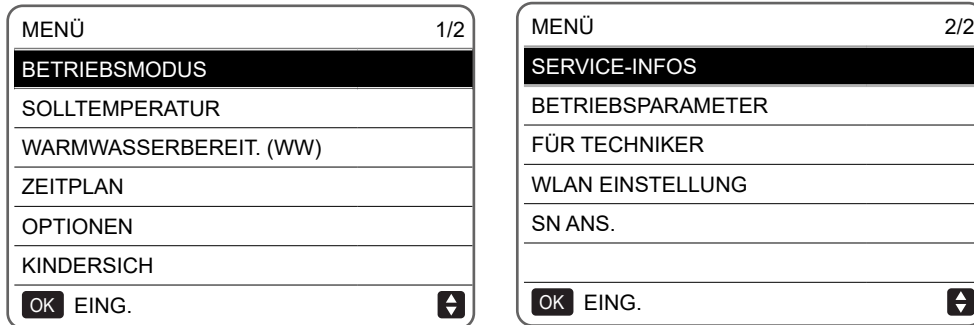 MENÜ 1/2
BETRIEBSMODUS
SOLLTEMPERATUR
WARMWASSERBEREIT. (WW)
ZEITPLAN
OPTIONEN
KINDERSICH
OK EING.
MENÜ 2/2
SERVICE-INFOS
BETRIEBSPARAMETER
FÜR TECHNIKER
WLAN EINSTELLUNG
SN ANS.
OK EING.